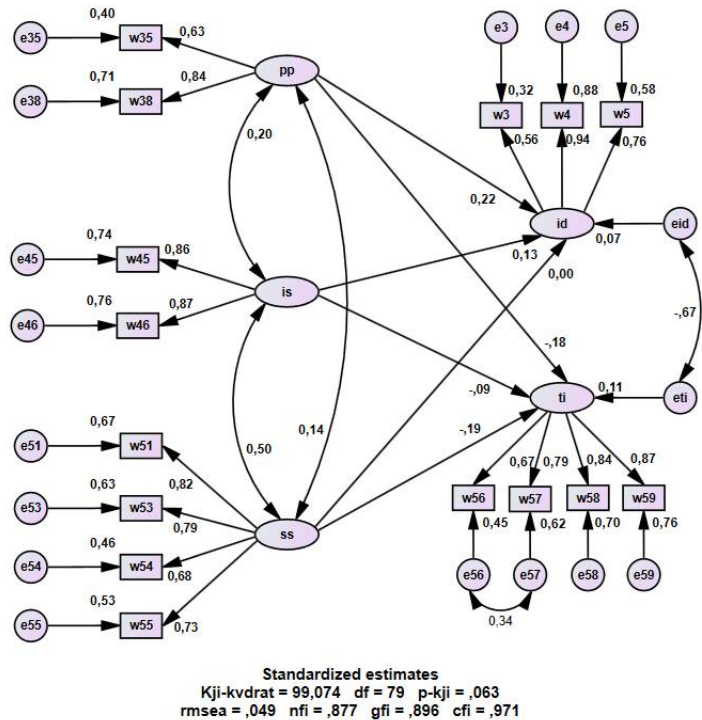 0,40
e35 w35 0,63
0,71
e38 w38 0,84
pp
e3 e4 e5
0,32 0,88 0,58
w3 w4 w5
0,56 0,94 0,76
0,20
0,22
id
eid
0,07
0,13
0,00
0,74
e45 w45 0,86
is
0,76 0,87
e46 w46
-,67
-,18
-,09
ti
0,11
eti
0,14
-,19
0,50
0,67
e51 w51
0,82
0,63
e53 w53
0,79
ss
0,46
e54 w54
0,68
0,53
e55 w55
0,73
0,67 0,79 0,84 0,87
w56 w57 w58 w59
0,45 0,62 0,70 0,76
e56 e57 e58 e59
0,34
Standardized estimates
Kji-kvdrat = 99,074 df = 79 p-kji = ,063
rmsea = ,049 nfi = ,877 gfi = ,896 cfi = ,971